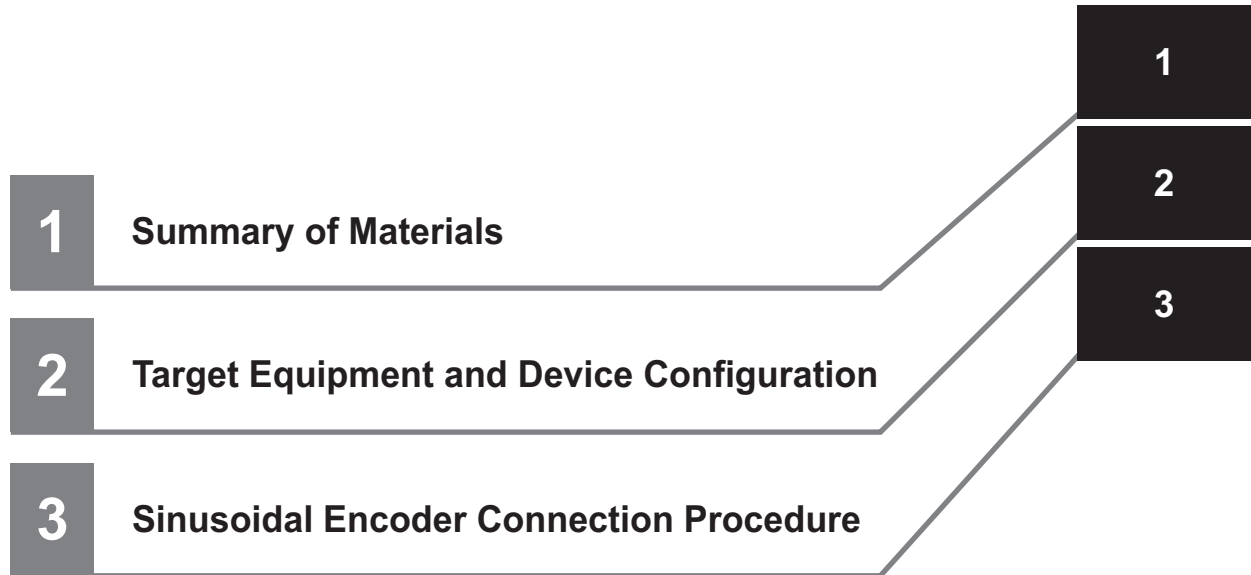 1
1 Summary of Materials
2
2 Target Equipment and Device Configuration
3
3 Sinusoidal Encoder Connection Procedure